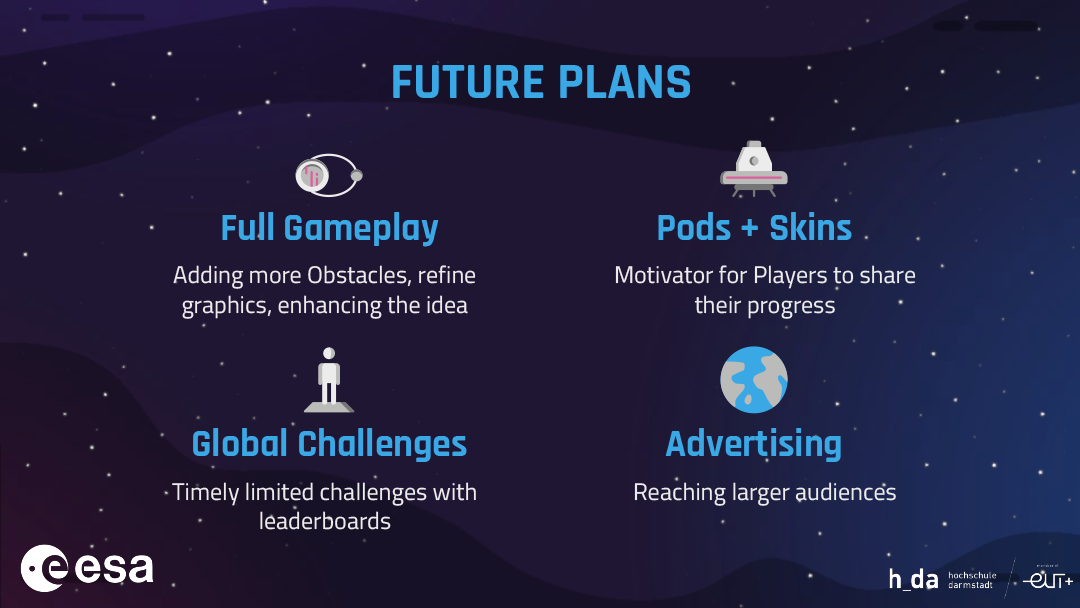 FUTURE PLANS
Full Gameplay
Adding more Obstacles, refine
graphics, enhancing the idea
Pods + Skins
Motivator for Players to share
their progress
Global Challenges
Timely limited challenges with
leaderboards
Advertising
Reaching larger audiences
esa
h_da
hochschule
darmstadt
eut+